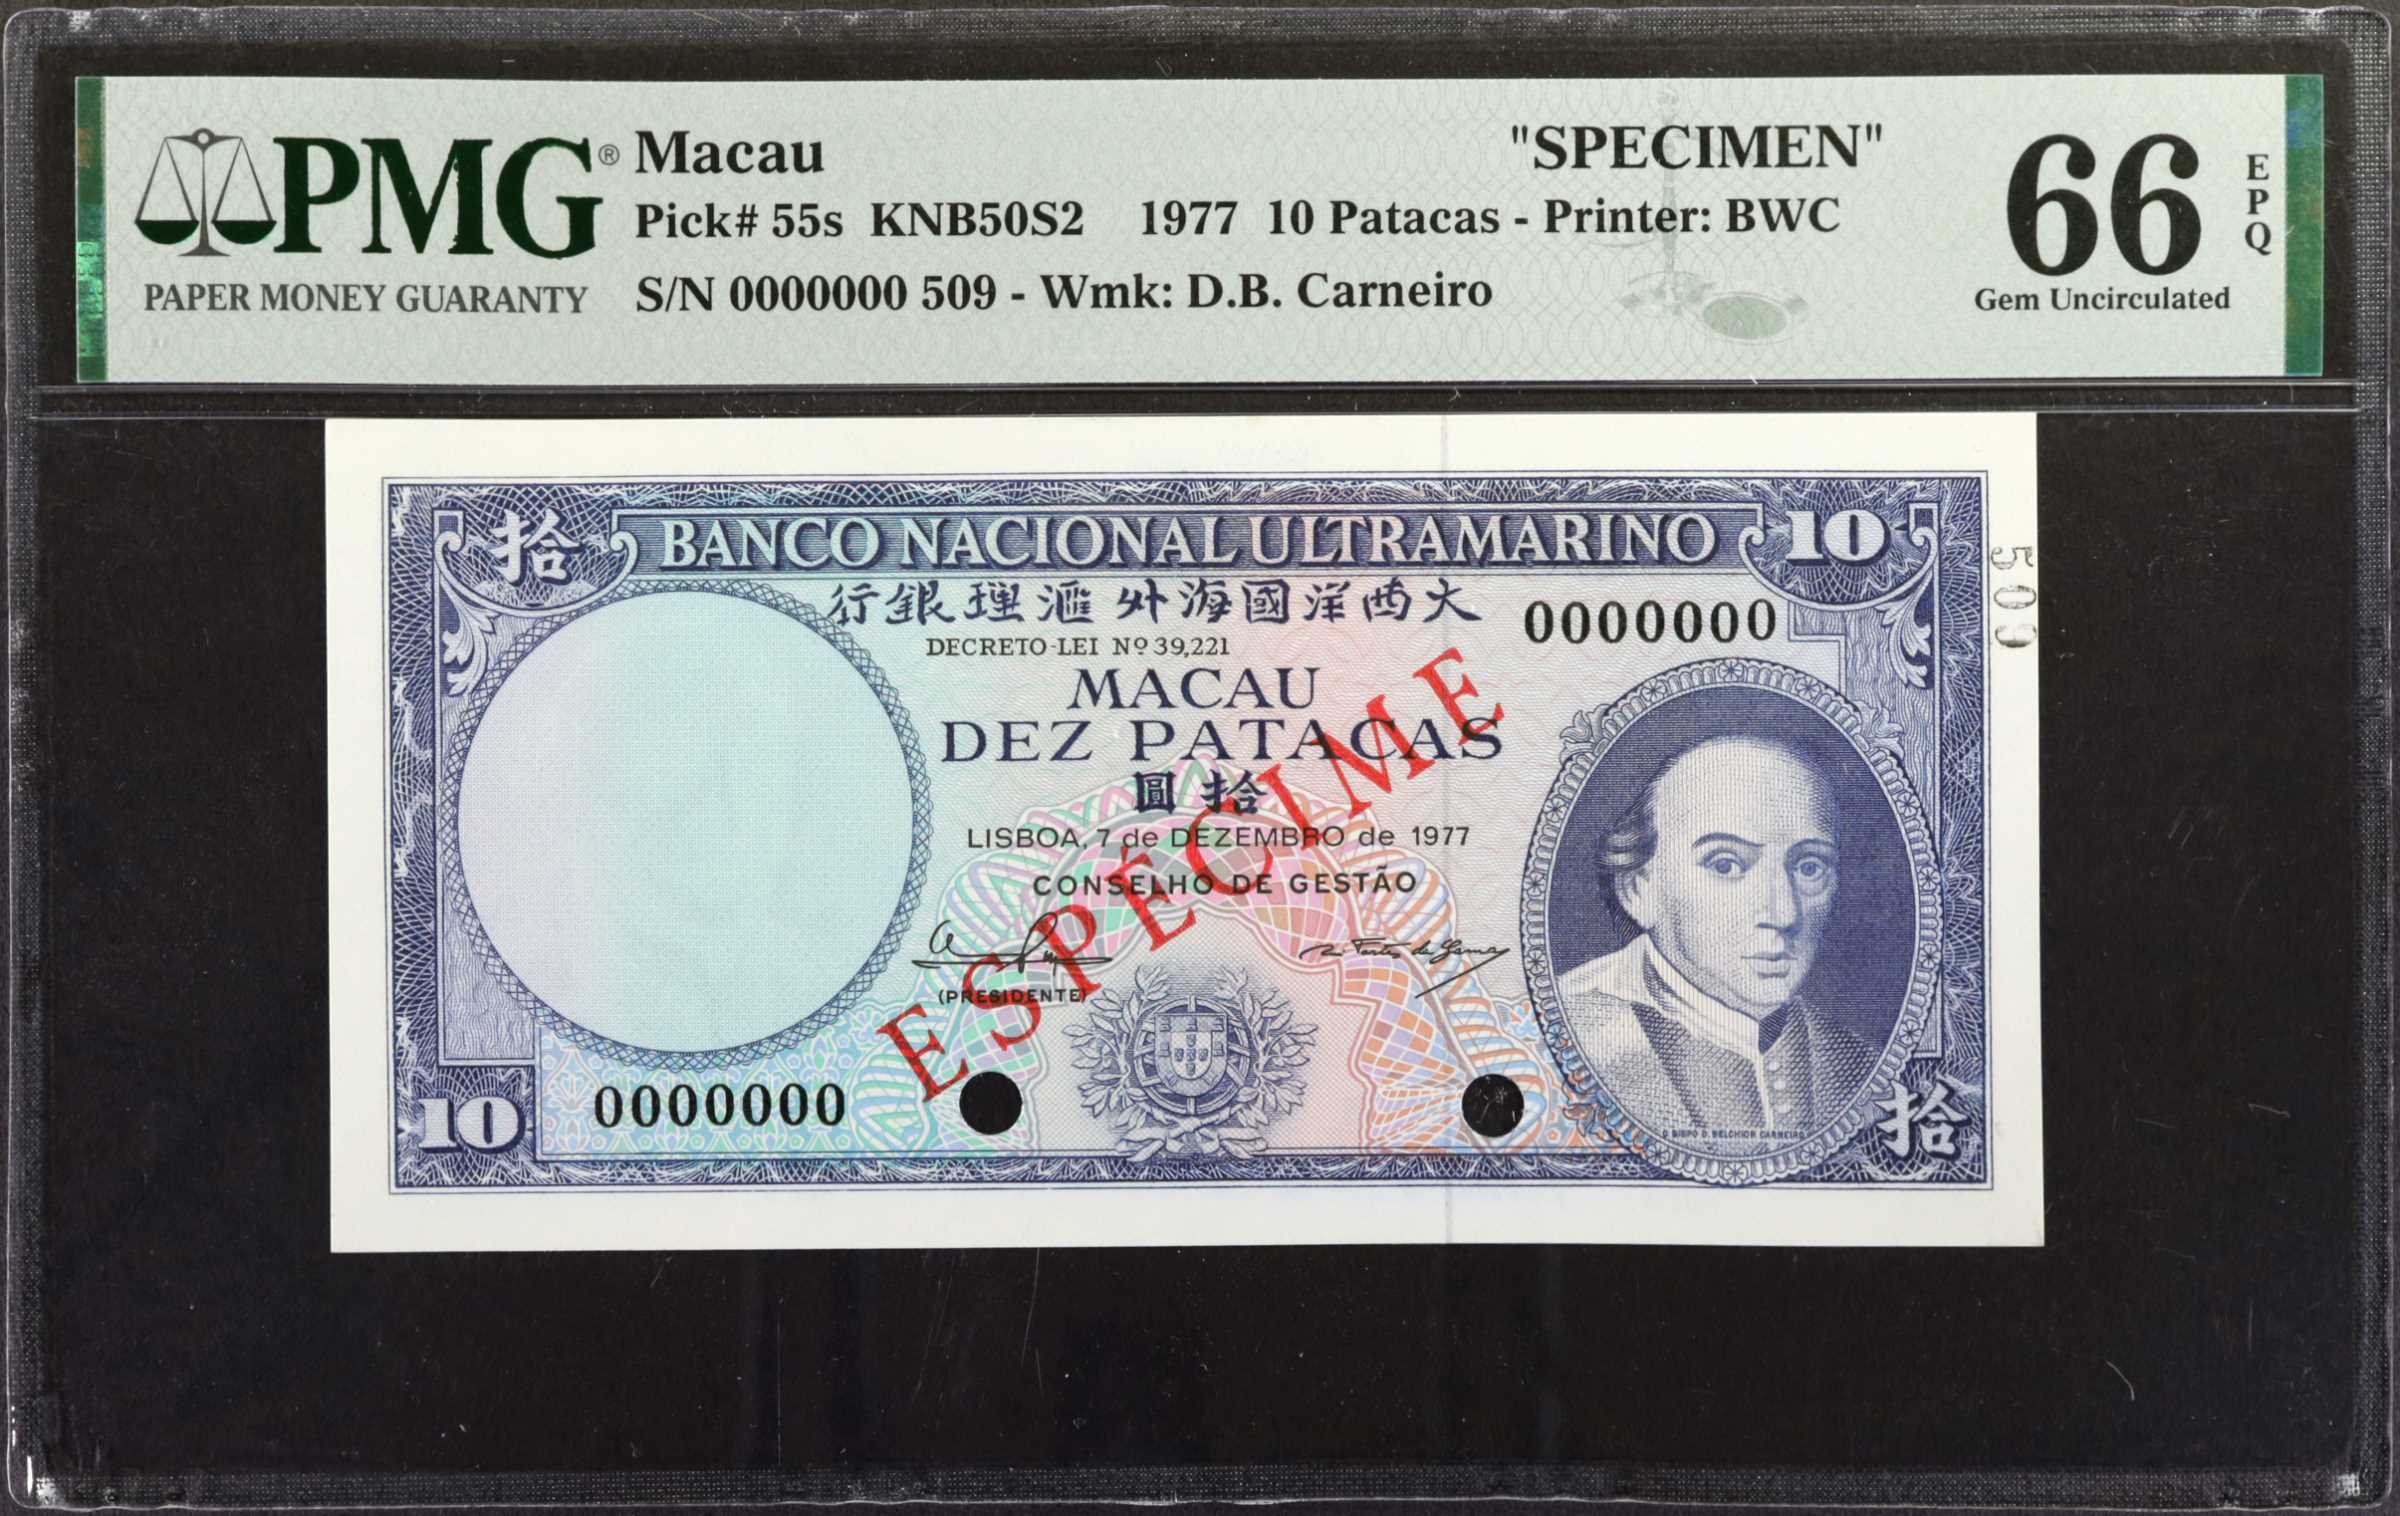 PMG®
PAPER MONEY GUARANTY
Macau
"SPECIMEN"
Pick# 55s KNB50S2 1977 10 Patacas - Printer: BWC
S/N 0000000 509 - Wmk: D.B. Carneiro
66
EPQ
Gem Uncirculated
拾
BANCO NACIONAL ULTRAMARINO
10
行銀理滙外海國洋西大
0000000
509
DECRETO-LEI Nº 39,221
MACAU
DEZ PATACAS
圓拾
LISBOA, 7 de DEZEMBRO de 1977
CONSELHO DE GESTÃO
(PRESIDENTE)
ESPÉCIME
0000000
10
O BISPO D. BELCHIOR CARNEIRO
拾